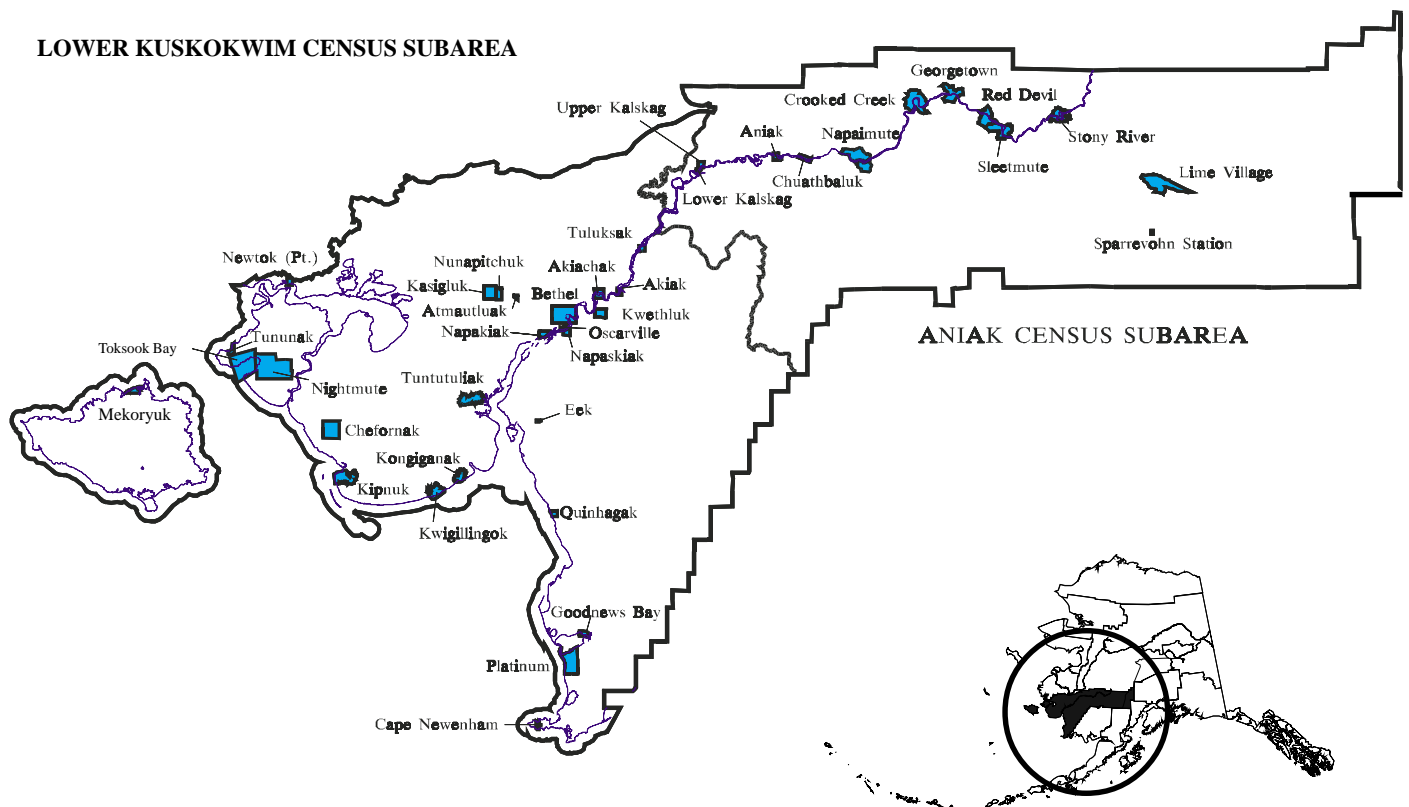 LOWER KUSKOKWIM CENSUS SUBAREA
Georgetown
Crooked Creek
Red Devil
Upper Kalskag
Aniak
Napaimute
Stony River
Sleetmute
Chuathbaluk
Lime Village
Lower Kalskag
Tuluksak
Sparrevohn Station
Newtok (Pt.)
Nunapitchuk
Akiachak
Kasigluk
Bethel
Akiak
Atmautluak
Kwethluk
Napakiak
Oscarville
ANIAK CENSUS SUBAREA
Tununak
Toksook Bay
Napaskiak
Nightmute
Tuntutuliak
Mekoryuk
Eek
Chefornak
Kongiganak
Kipnuk
Quinhagak
Kwigillingok
Goodnews Bay
Platinum
Cape Newenham